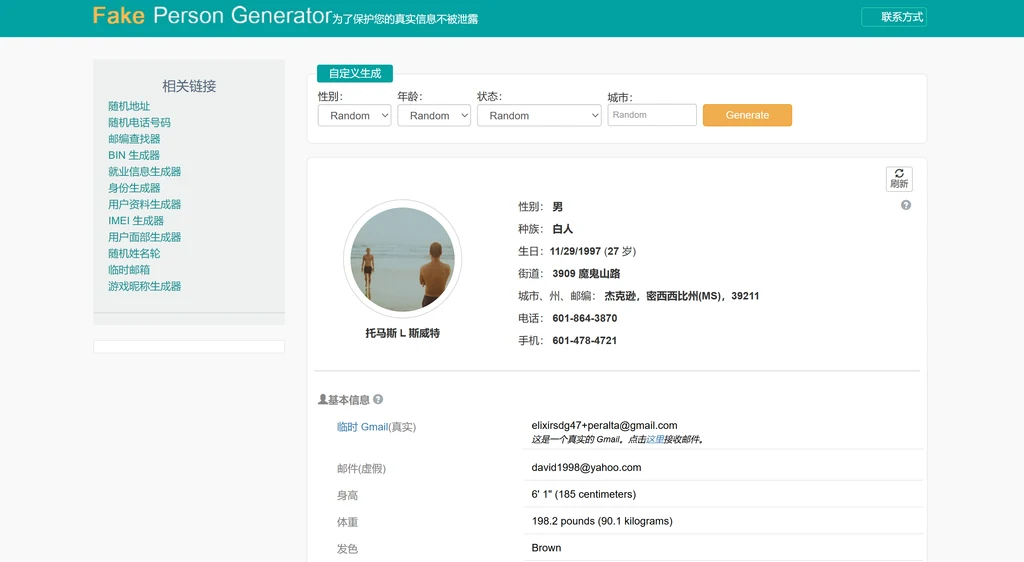 Fake Person Generator为了保护您的真实信息不被泄露
联系方式
相关链接
随机地址
随机电话号码
邮编查找器
BIN 生成器
就业信息生成器
身份生成器
用户资料生成器
IMEI 生成器
用户面部生成器
随机姓名轮
临时邮箱
游戏昵称生成器
自定义生成
性别: 年龄: 状态: 城市:
Random Random Random Random Generate
刷新
性别: 男
种族: 白人
生日: 11/29/1997 (27 岁)
街道: 3909 魔鬼山路
城市、州、邮编: 杰克逊，密西西比州(MS)，39211
电话: 601-864-3870
手机: 601-478-4721
托马斯 L 斯威特
基本信息
临时 Gmail(真实) elixirsdg47+peralta@gmail.com
这是一个真实的 Gmail。点击这里接收邮件。
邮件(虚假) david1998@yahoo.com
身高 6' 1" (185 centimeters)
体重 198.2 pounds (90.1 kilograms)
发色 Brown